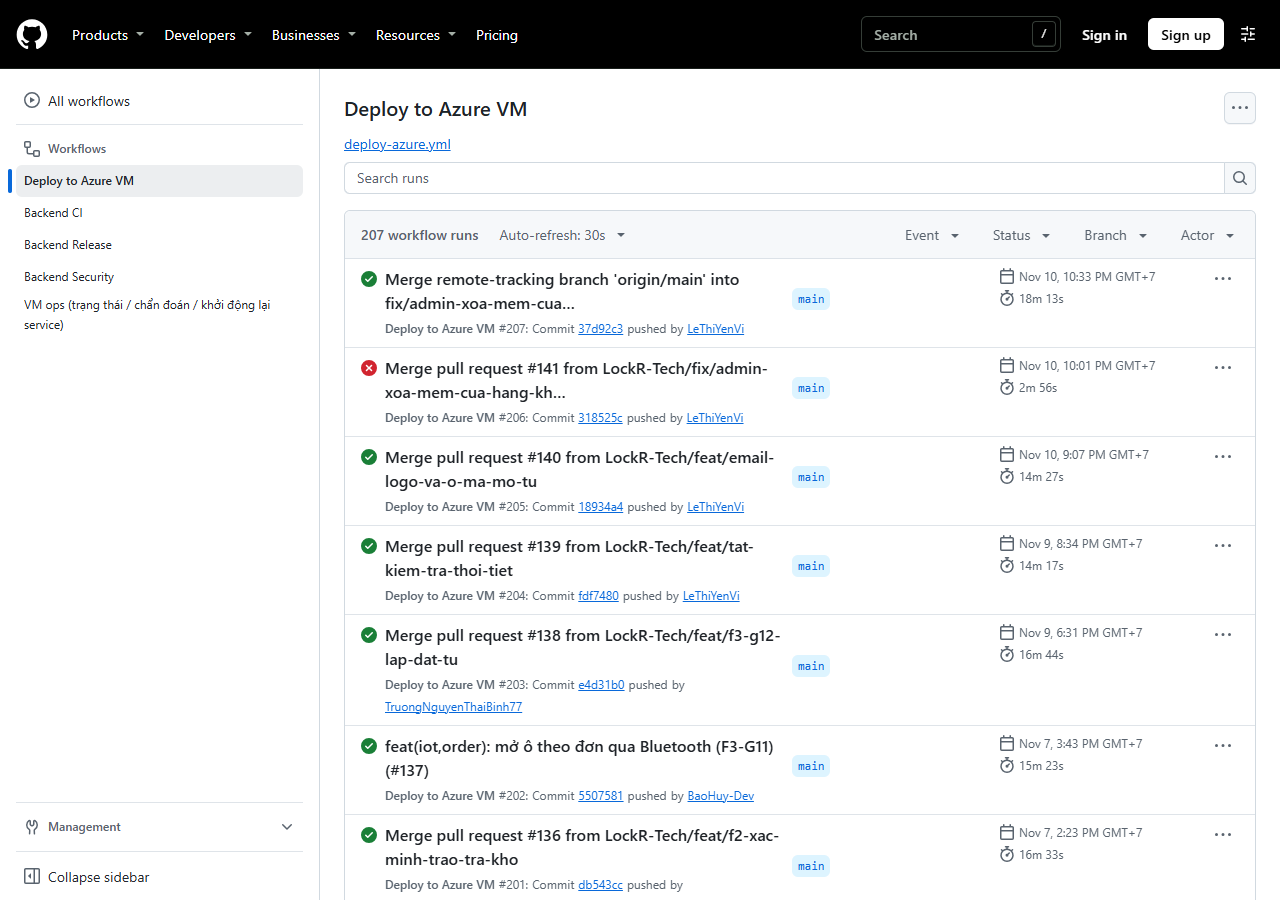 Products
Developers
Businesses
Resources
Pricing
Search
/
Sign in
Sign up
All workflows
Workflows
Deploy to Azure VM
Backend CI
Backend Release
Backend Security
VM ops (trạng thái / chẩn đoán / khởi động lại
service)
Management
Collapse sidebar
Deploy to Azure VM
deploy-azure.yml
Search runs
207 workflow runs
Auto-refresh: 30s
Event
Status
Branch
Actor
Merge remote-tracking branch 'origin/main' into
fix/admin-xoa-mem-cua…
Deploy to Azure VM #207: Commit 37d92c3 pushed by LeThiYenVi
main
Nov 10, 10:33 PM GMT+7
18m 13s
Merge pull request #141 from LockR-Tech/fix/admin-
xoa-mem-cua-hang-kh…
Deploy to Azure VM #206: Commit 318525c pushed by LeThiYenVi
main
Nov 10, 10:01 PM GMT+7
2m 56s
Merge pull request #140 from LockR-Tech/feat/email-
logo-va-o-ma-mo-tu
Deploy to Azure VM #205: Commit 18934a4 pushed by LeThiYenVi
main
Nov 10, 9:07 PM GMT+7
14m 27s
Merge pull request #139 from LockR-Tech/feat/tat-
kiem-tra-thoi-tiet
Deploy to Azure VM #204: Commit fdf7480 pushed by LeThiYenVi
main
Nov 9, 8:34 PM GMT+7
14m 17s
Merge pull request #138 from LockR-Tech/feat/f3-g12-
lap-dat-tu
Deploy to Azure VM #203: Commit e4d31b0 pushed by
TruongNguyenThaiBinh77
main
Nov 9, 6:31 PM GMT+7
16m 44s
feat(iot,order): mở ô theo đơn qua Bluetooth (F3-G11)
(#137)
Deploy to Azure VM #202: Commit 5507581 pushed by BaoHuy-Dev
main
Nov 7, 3:43 PM GMT+7
15m 23s
Merge pull request #136 from LockR-Tech/feat/f2-xac-
minh-trao-tra-kho
Deploy to Azure VM #201: Commit db543cc pushed by
main
Nov 7, 2:23 PM GMT+7
16m 33s